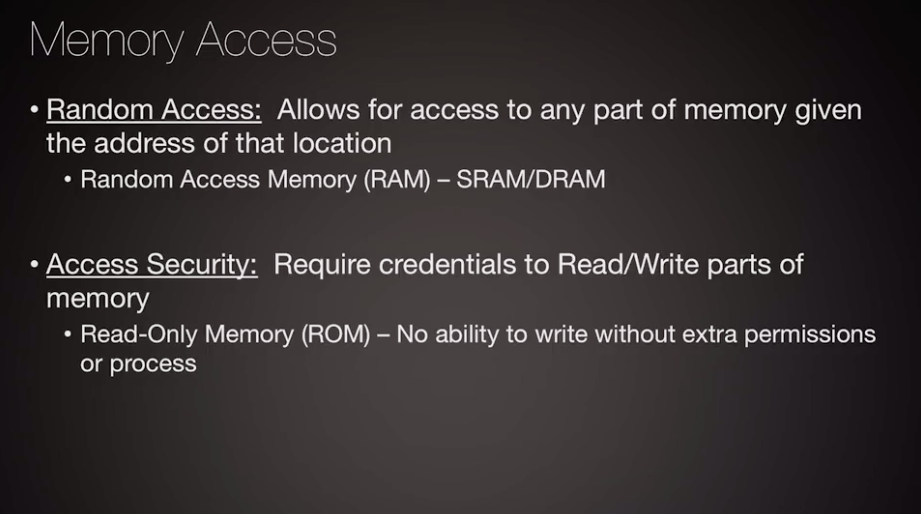 Memory Access
• Random Access:  Allows for access to any part of memory given
the address of that location
• Random Access Memory (RAM) – SRAM/DRAM
• Access Security:  Require credentials to Read/Write parts of
memory
• Read-Only Memory (ROM) – No ability to write without extra permissions
or process